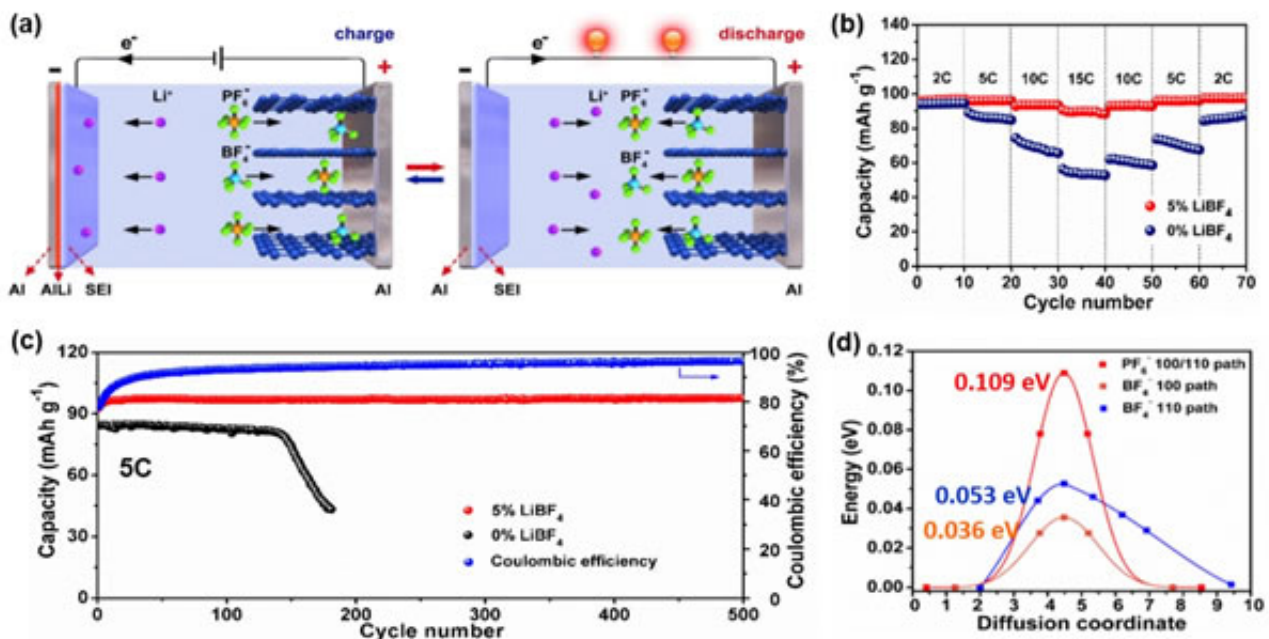 (a)
e⁻
charge
−
+
Li⁺
PF₆⁻
BF₄⁻
Al
AlLi
SEI
Al
e⁻
discharge
−
+
Li⁺
PF₆⁻
BF₄⁻
Al
SEI
Al
(b)
Capacity (mAh g⁻¹)
140
120
100
80
60
40
20
0
2C 5C 10C 15C 10C 5C 2C
5% LiBF₄
0% LiBF₄
0 10 20 30 40 50 60 70
Cycle number
(c)
Capacity (mAh g⁻¹)
120
90
60
30
0
5C
5% LiBF₄
0% LiBF₄
Coulombic efficiency
100
80
60
40
20
0
Coulombic efficiency (%)
0 100 200 300 400 500
Cycle number
(d)
Energy (eV)
0.12
0.10
0.08
0.06
0.04
0.02
0.00
PF₆⁻ 100/110 path
BF₄⁻ 100 path
BF₄⁻ 110 path
0.109 eV
0.053 eV
0.036 eV
0 1 2 3 4 5 6 7 8 9 10
Diffusion coordinate